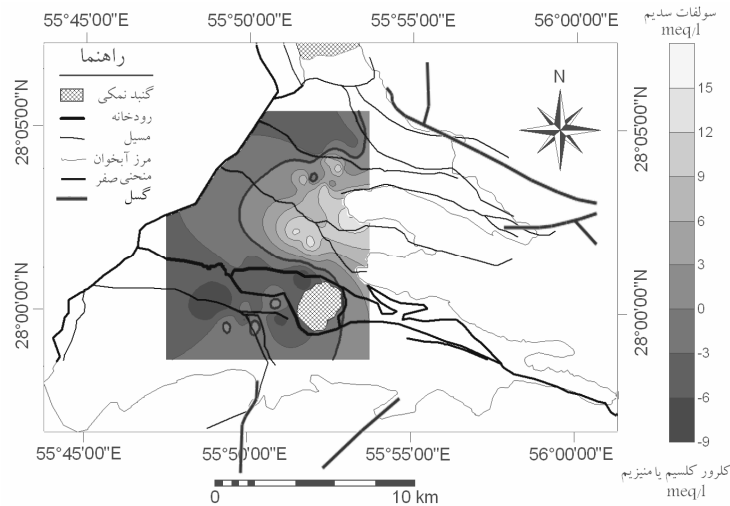 55°45'00"E 55°50'00"E 55°55'00"E 56°00'00"E
سولفات سدیم
meq/l
راهنما
گنبد نمکی
رودخانه
مسیل
مرز آبخوان
منحنی صفر
گسل
N
28°05'00"N
28°00'00"N
28°05'00"N
28°00'00"N
15
12
9
6
3
0
-3
-6
-9
کلرور کلسیم یا منیزیم
meq/l
55°45'00"E 55°50'00"E 55°55'00"E 56°00'00"E
0 10 km